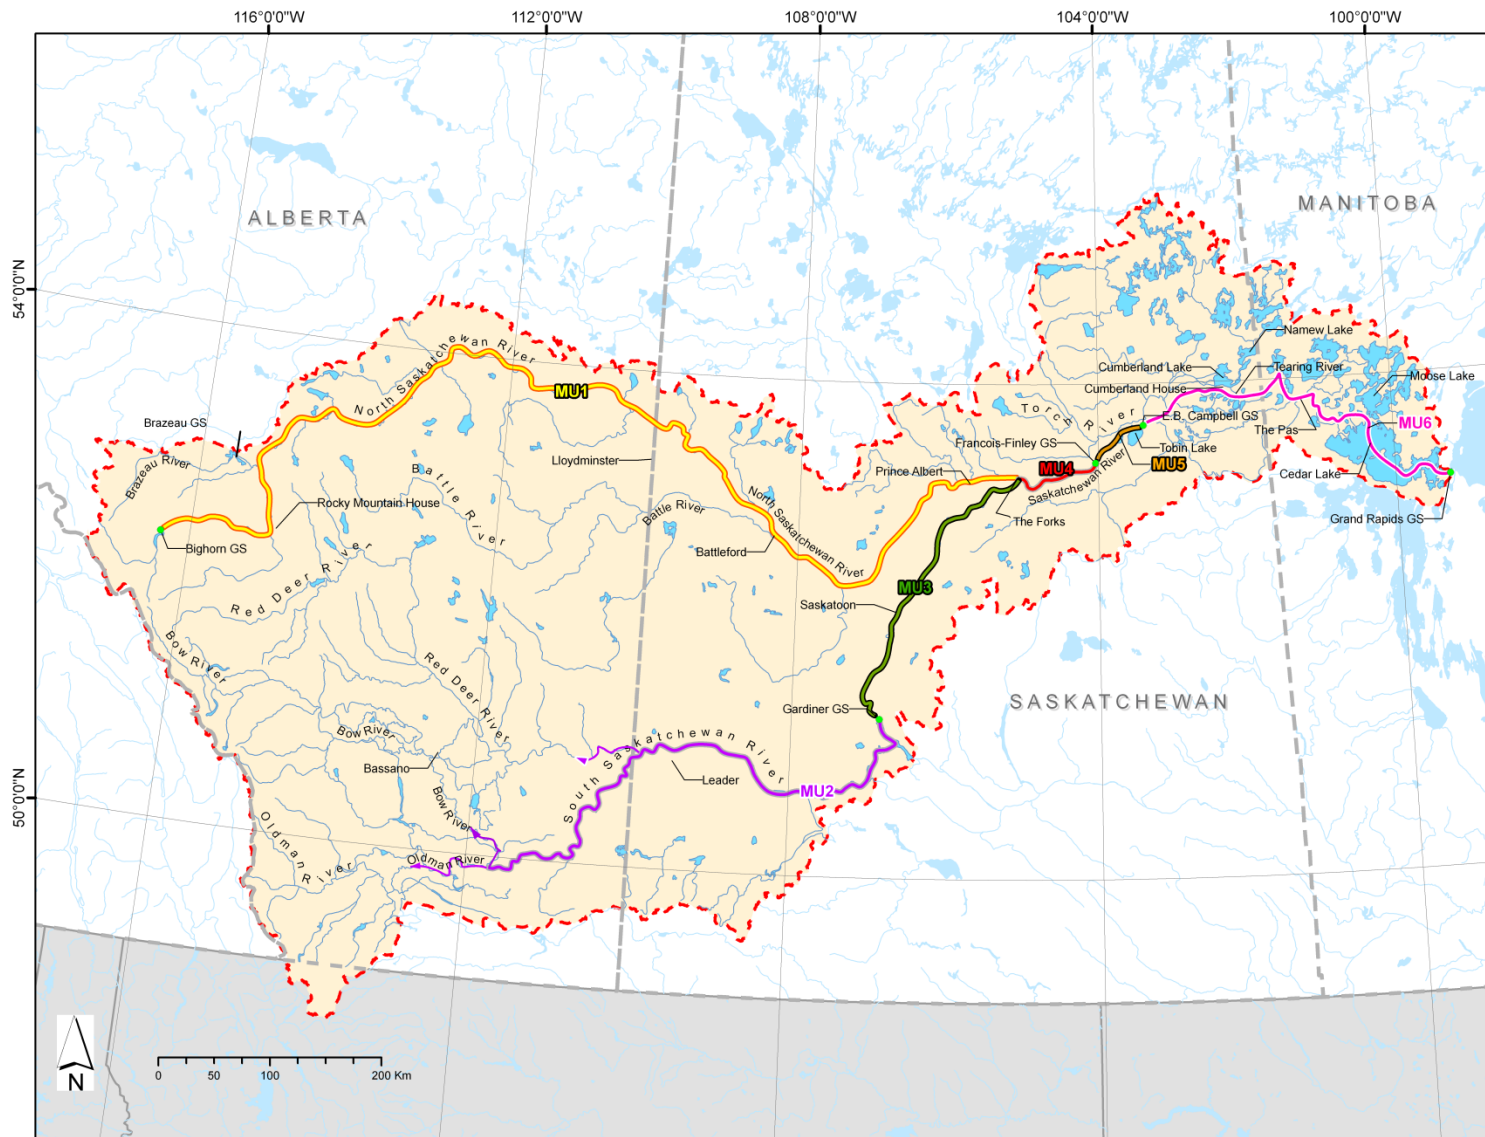 116°0'0"W
112°0'0"W
108°0'0"W
104°0'0"W
100°0'0"W
54°0'0"N
50°0'0"N
ALBERTA
MANITOBA
SASKATCHEWAN
North Saskatchewan River
MU1
Brazeau GS
Brazeau River
Rocky Mountain House
Bighorn GS
Lloydminster
Battle River
Battle River
North Saskatchewan River
Battleford
Prince Albert
Red Deer River
Red Deer River
Bow River
Bow River
Bassano
Bow River
Oldman River
Oldman River
South Saskatchewan River
Leader
MU2
Gardiner GS
Saskatoon
MU3
The Forks
MU4
Saskatchewan River
Francois-Finley GS
MU5
Tobin Lake
E.B. Campbell GS
Torch River
Cumberland House
Cumberland Lake
Namew Lake
Tearing River
Moose Lake
The Pas
MU6
Cedar Lake
Grand Rapids GS
N
0 50 100 200 Km